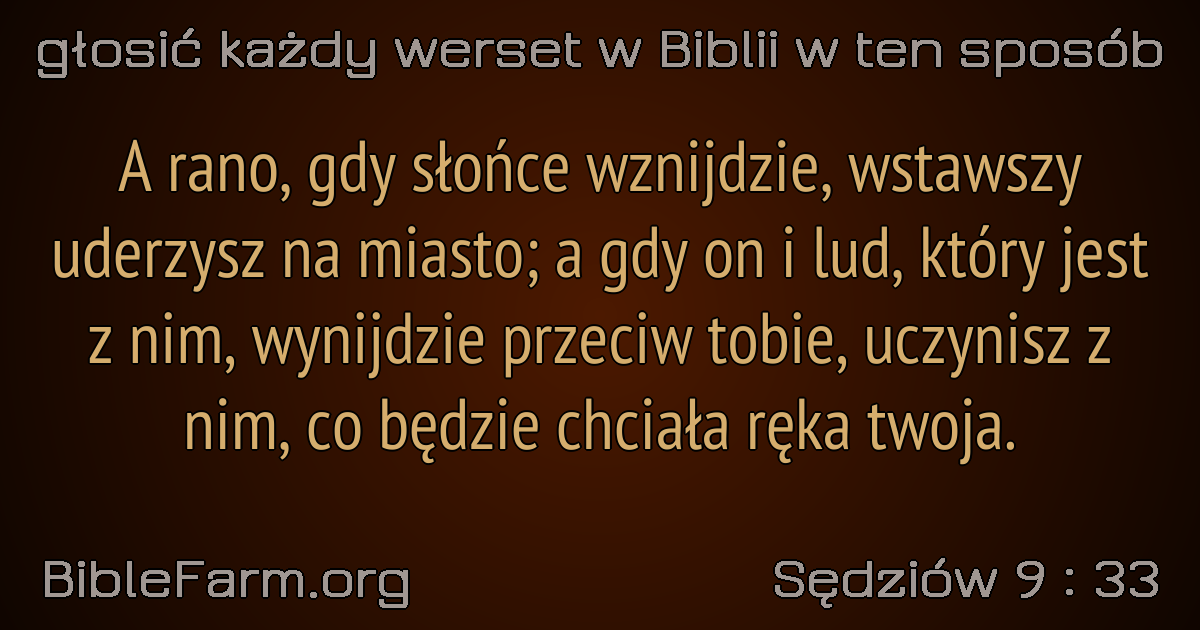 głosić każdy werset w Biblii w ten sposób
A rano, gdy słońce wznijdzie, wstawszy
uderzysz na miasto; a gdy on i lud, który jest
z nim, wynijdzie przeciw tobie, uczynisz z
nim, co będzie chciała ręka twoja.
BibleFarm.org
Sędziów 9 : 33